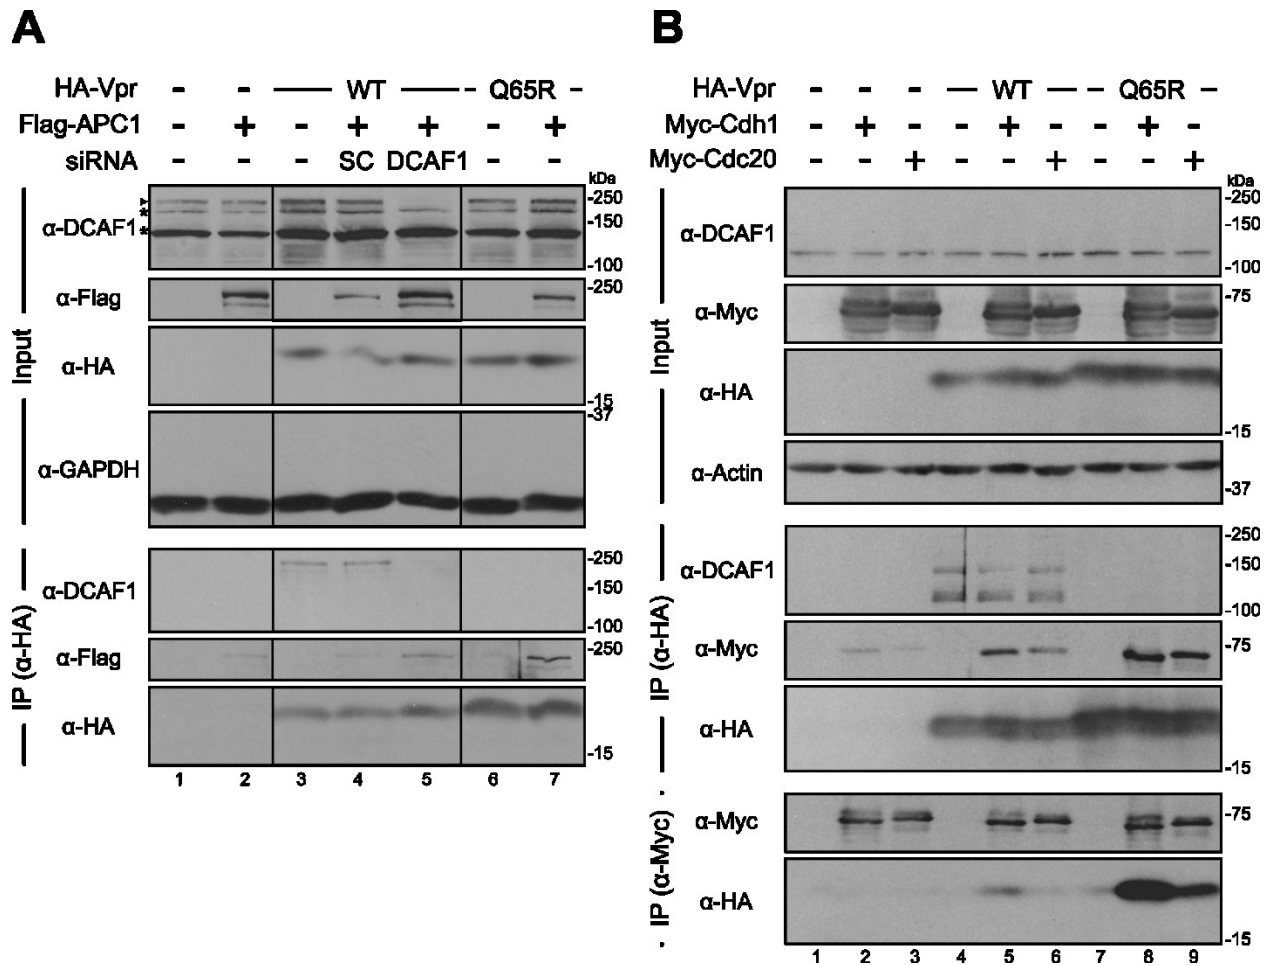 A
HA-Vpr - - WT - Q65R -
Flag-APC1 - + - + + - +
siRNA - - - SC DCAF1 - -
kDa
Input
α-DCAF1 * * -250 -150 -100
α-Flag -250
α-HA -15
α-GAPDH -37
IP (α-HA)
α-DCAF1 -250 -150 -100
α-Flag -250
α-HA -15
1 2 3 4 5 6 7
B
HA-Vpr - - - WT Q65R
Myc-Cdh1 - + - - + - - + -
Myc-Cdc20 - - + - - + - - +
kDa
Input
α-DCAF1 -250 -150 -100
α-Myc -75
α-HA -15
α-Actin -37
IP (α-HA)
α-DCAF1 -250 -150 -100
α-Myc -75
α-HA -15
IP (α-Myc)
α-Myc -75
α-HA -15
1 2 3 4 5 6 7 8 9